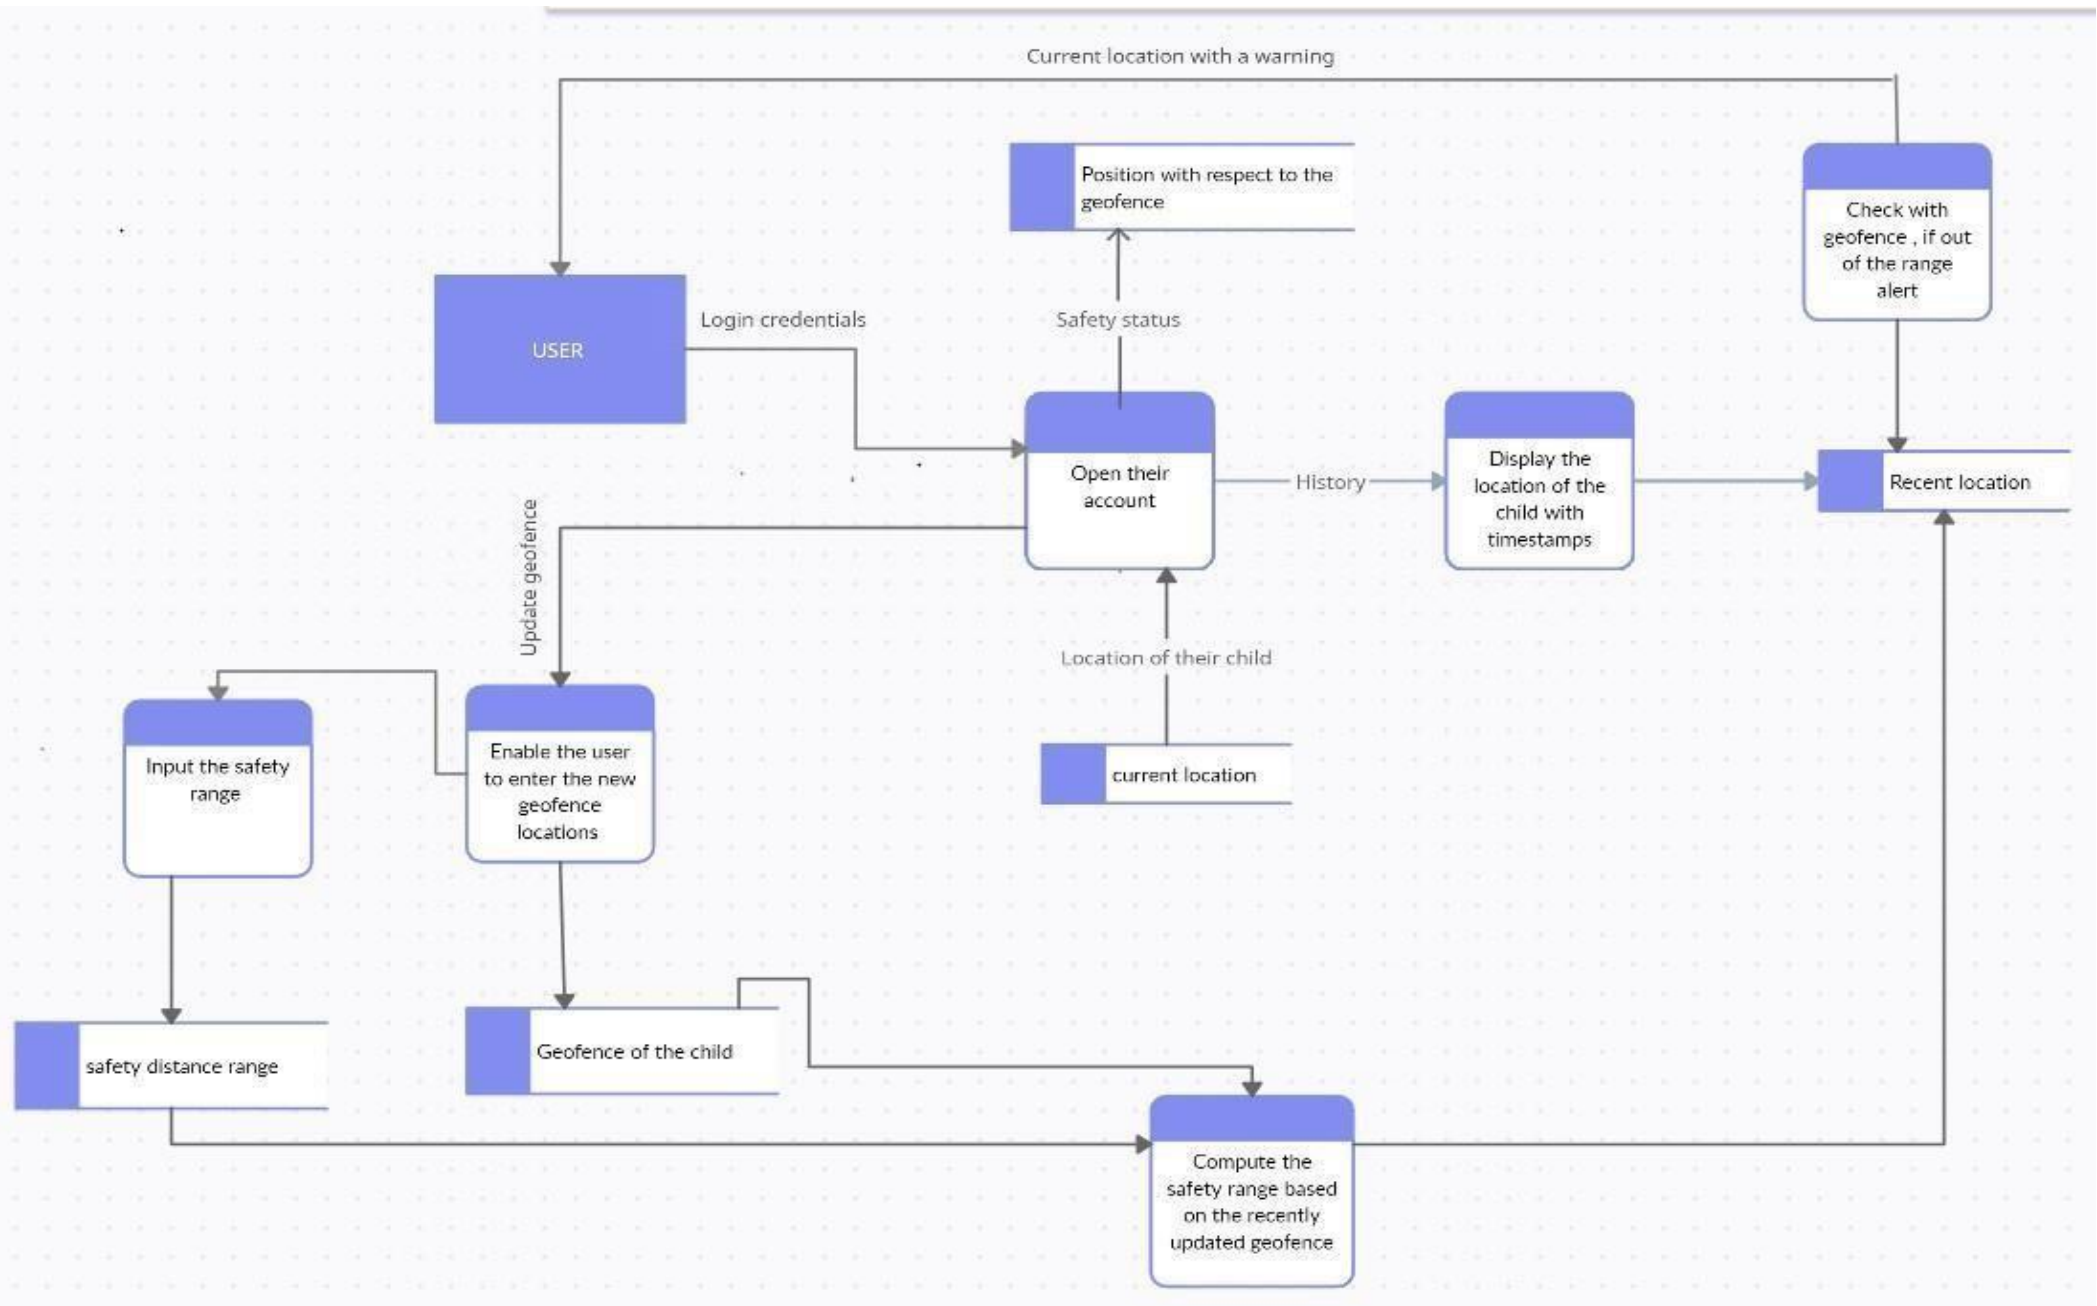 Current location with a warning
Position with respect to the
geofence
Check with
geofence , if out
of the range
alert
USER
Login credentials
Safety status
Open their
account
History
Display the
location of the
child with
timestamps
Recent location
Update geofence
Location of their child
Input the safety
range
Enable the user
to enter the new
geofence
locations
current location
safety distance range
Geofence of the child
Compute the
safety range based
on the recently
updated geofence